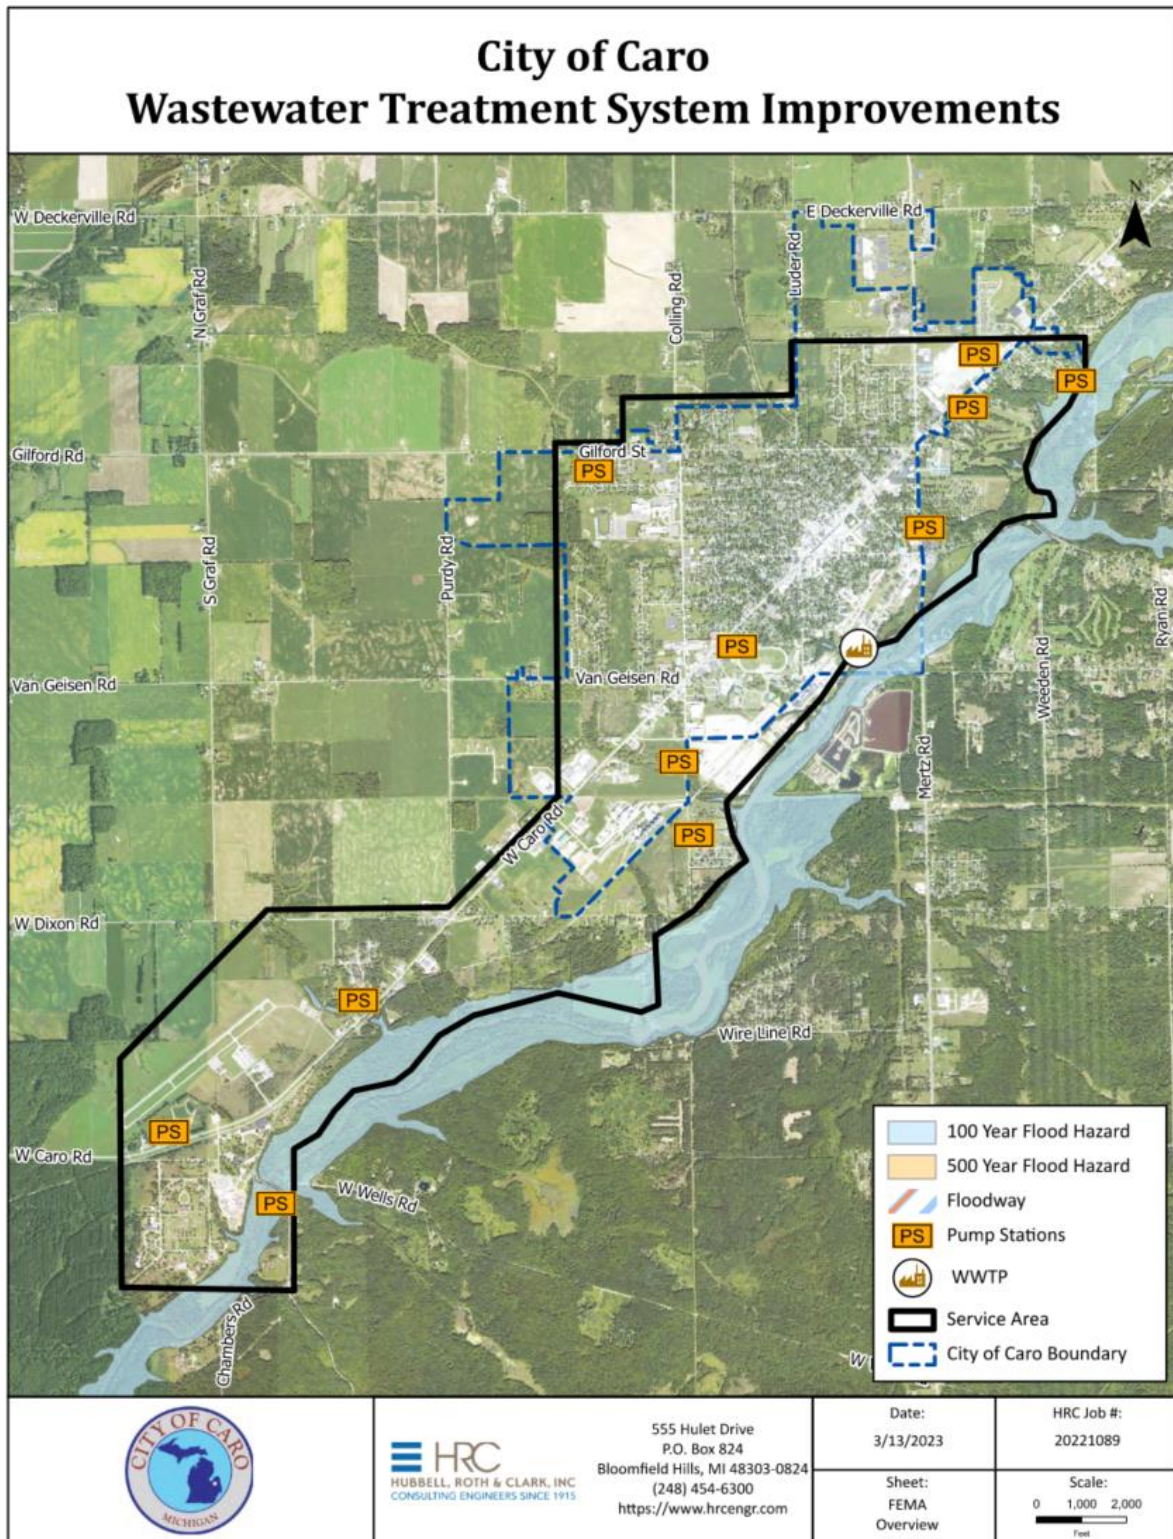 City of Caro
Wastewater Treatment System Improvements
N
W Deckerville Rd
E Deckerville Rd
N Graf Rd
Colling Rd
Luder Rd
PS
PS
PS
Gilford Rd
Gilford St
PS
PS
S Graf Rd
Purdy Rd
Ryan Rd
Weeden Rd
PS
Van Geisen Rd
Van Geisen Rd
Mertz Rd
PS
PS
W Caro Rd
W Dixon Rd
PS
Wire Line Rd
PS
W Caro Rd
W Wells Rd
PS
Chambers Rd
W
100 Year Flood Hazard
500 Year Flood Hazard
Floodway
PS Pump Stations
WWTP
Service Area
City of Caro Boundary
CITY OF CARO
MICHIGAN
HRC
HUBBELL, ROTH & CLARK, INC
CONSULTING ENGINEERS SINCE 1915
555 Hulet Drive
P.O. Box 824
Bloomfield Hills, MI 48303-0824
(248) 454-6300
https://www.hrcengr.com
Date:
3/13/2023
HRC Job #:
20221089
Sheet:
FEMA
Overview
Scale:
0 1,000 2,000
Feet